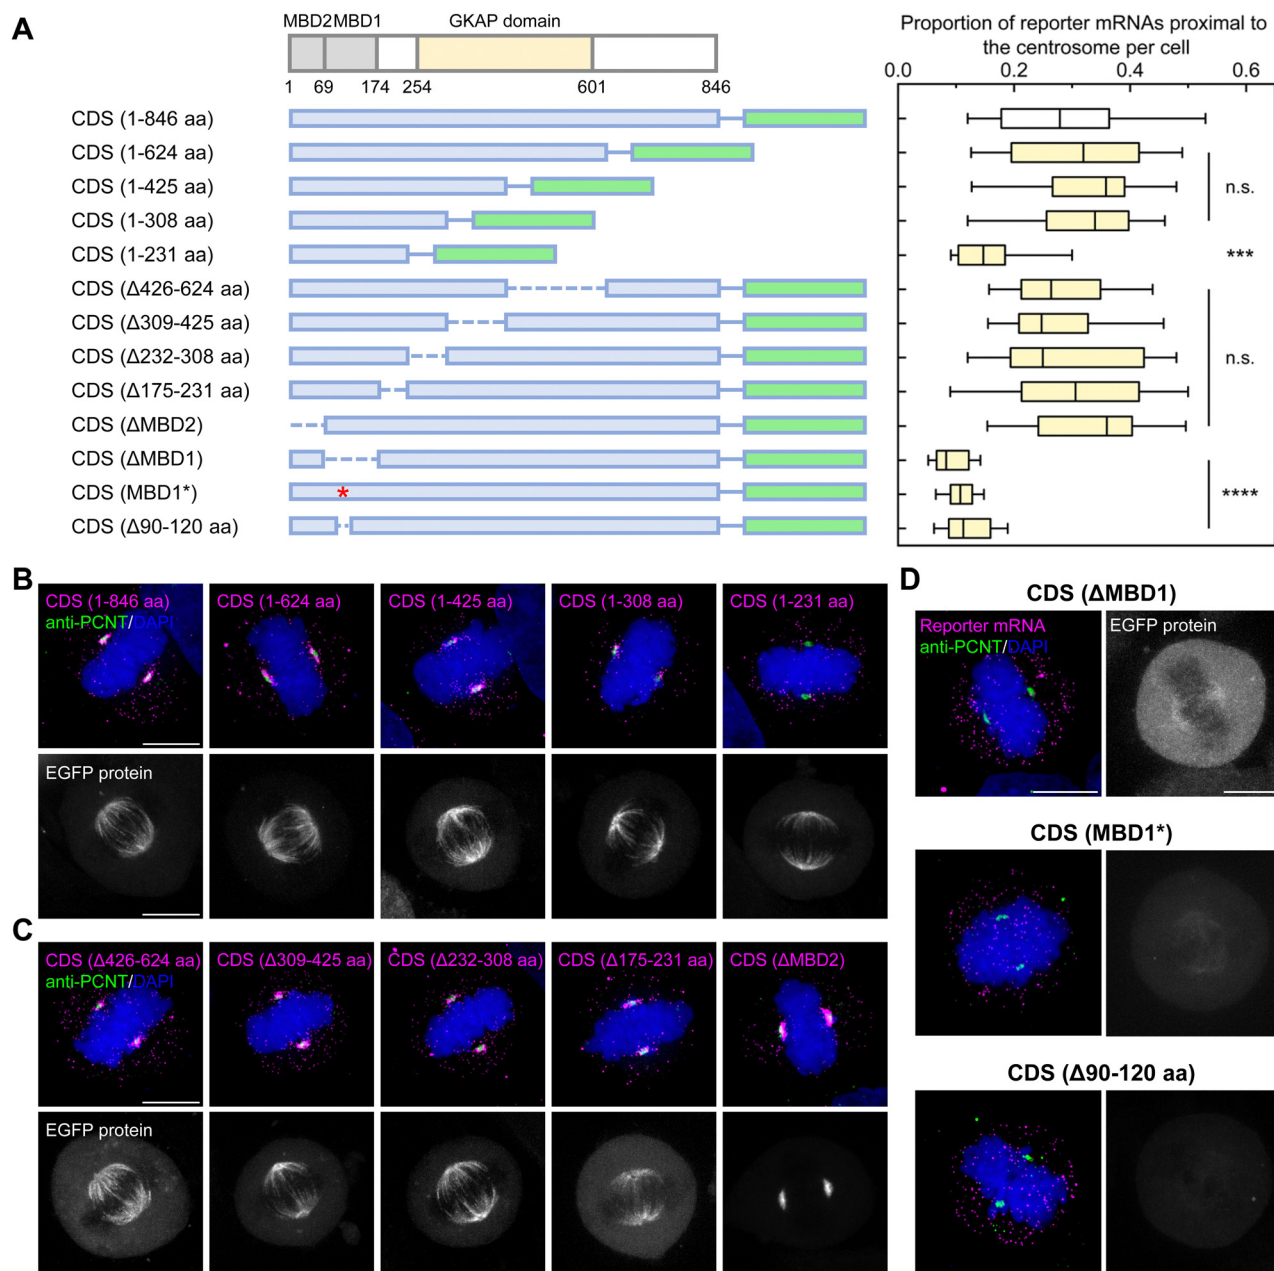 A
MBD2 MBD1 GKAP domain
1 69 174 254 601 846
Proportion of reporter mRNAs proximal to
the centrosome per cell
0.0 0.2 0.4 0.6
CDS (1-846 aa)
CDS (1-624 aa)
CDS (1-425 aa)
n.s.
CDS (1-308 aa)
CDS (1-231 aa)
***
CDS (Δ426-624 aa)
CDS (Δ309-425 aa)
CDS (Δ232-308 aa)
n.s.
CDS (Δ175-231 aa)
CDS (ΔMBD2)
CDS (ΔMBD1)
CDS (MBD1*)
*
****
CDS (Δ90-120 aa)
B
CDS (1-846 aa)
anti-PCNT/DAPI
CDS (1-624 aa)
CDS (1-425 aa)
CDS (1-308 aa)
CDS (1-231 aa)
EGFP protein
C
CDS (Δ426-624 aa)
anti-PCNT/DAPI
CDS (Δ309-425 aa)
CDS (Δ232-308 aa)
CDS (Δ175-231 aa)
CDS (ΔMBD2)
EGFP protein
D
CDS (ΔMBD1)
Reporter mRNA
anti-PCNT/DAPI
EGFP protein
CDS (MBD1*)
CDS (Δ90-120 aa)